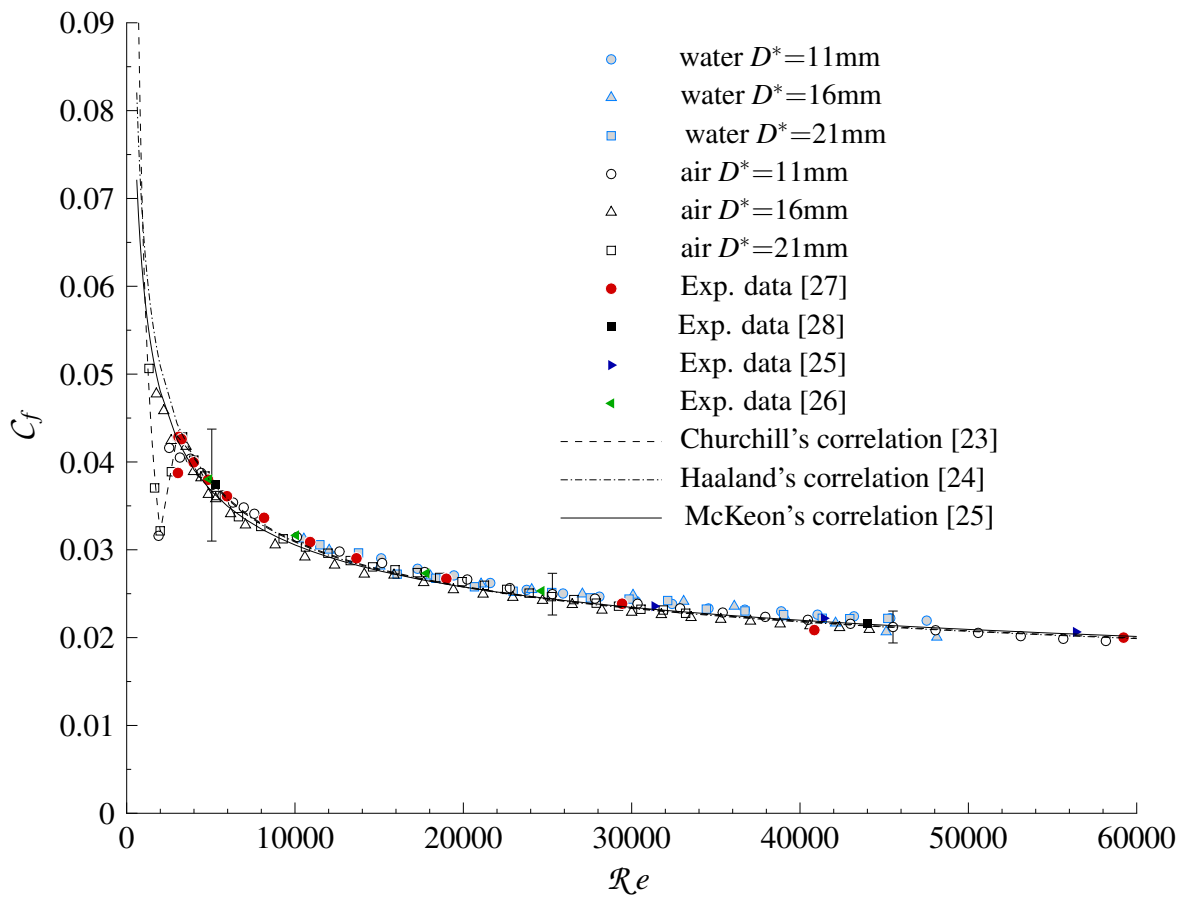 0.09
0.08
0.07
0.06
0.05
0.04
0.03
0.02
0.01
0
C_f
0 10000 20000 30000 40000 50000 60000
Re
water D*=11mm
water D*=16mm
water D*=21mm
air D*=11mm
air D*=16mm
air D*=21mm
Exp. data [27]
Exp. data [28]
Exp. data [25]
Exp. data [26]
Churchill's correlation [23]
Haaland's correlation [24]
McKeon's correlation [25]